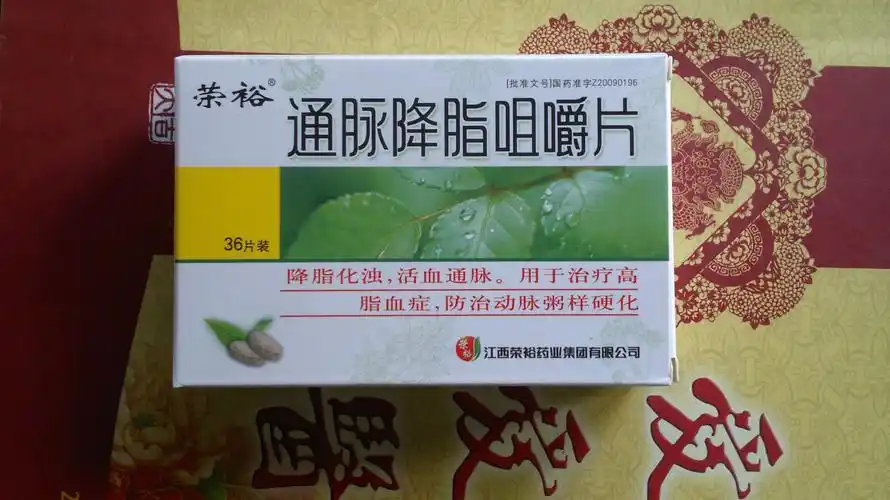 荣裕®
[批准文号]国药准字Z20090196
通脉降脂咀嚼片
36片装
降脂化浊,活血通脉。用于治疗高
脂血症,防治动脉粥样硬化
荣裕
江西荣裕药业集团有限公司